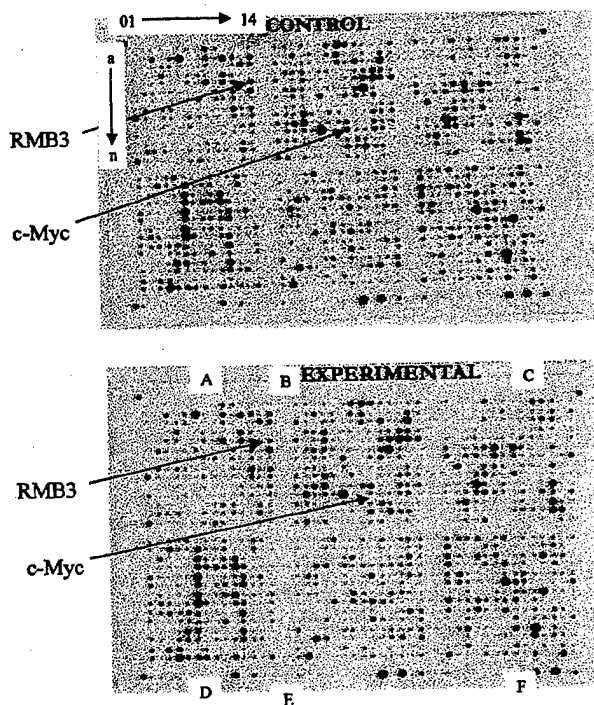 01 14 CONTROL
a
RMB3
n
c-Myc
A B EXPERIMENTAL C
RMB3
c-Myc
D E F